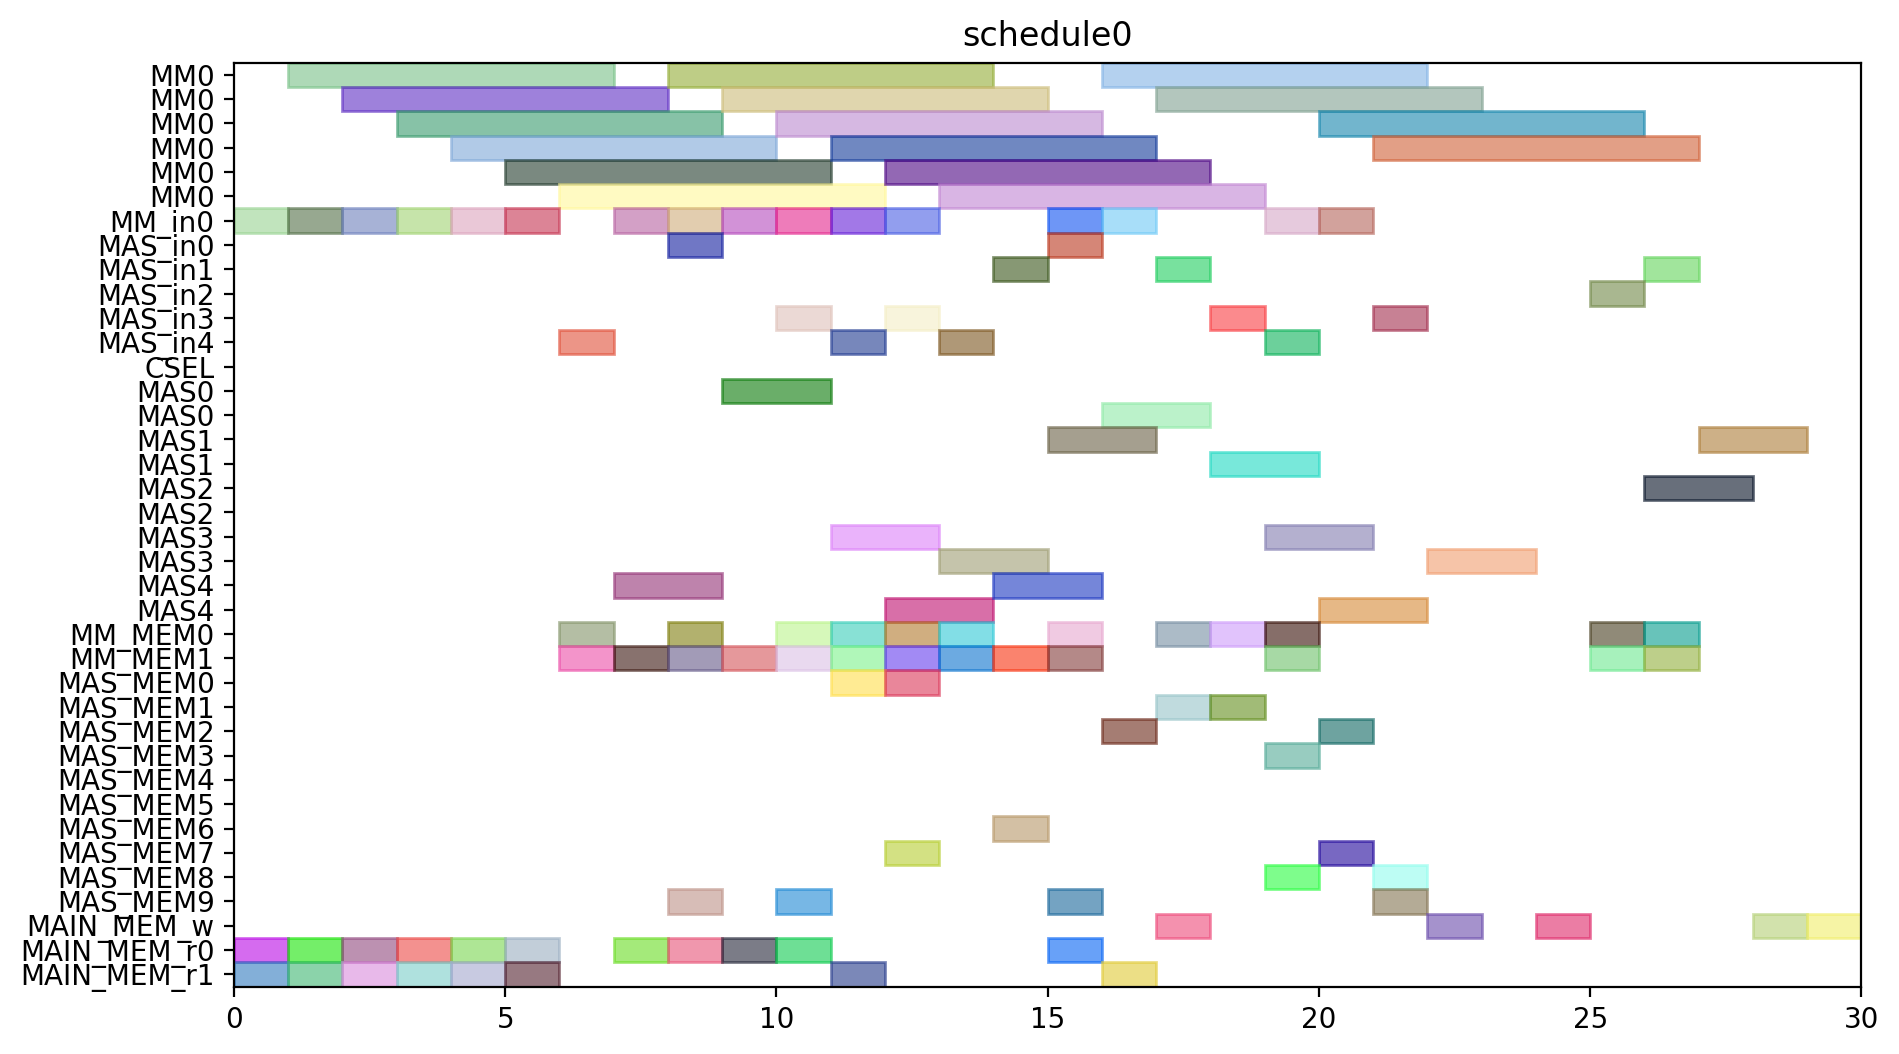 schedule0
MM0
MM0
MM0
MM0
MM0
MM0
MM_in0
MAS_in0
MAS_in1
MAS_in2
MAS_in3
MAS_in4
CSEL
MAS0
MAS0
MAS1
MAS1
MAS2
MAS2
MAS3
MAS3
MAS4
MAS4
MM_MEM0
MM_MEM1
MAS_MEM0
MAS_MEM1
MAS_MEM2
MAS_MEM3
MAS_MEM4
MAS_MEM5
MAS_MEM6
MAS_MEM7
MAS_MEM8
MAS_MEM9
MAIN_MEM_w
MAIN_MEM_r0
MAIN_MEM_r1
0 5 10 15 20 25 30